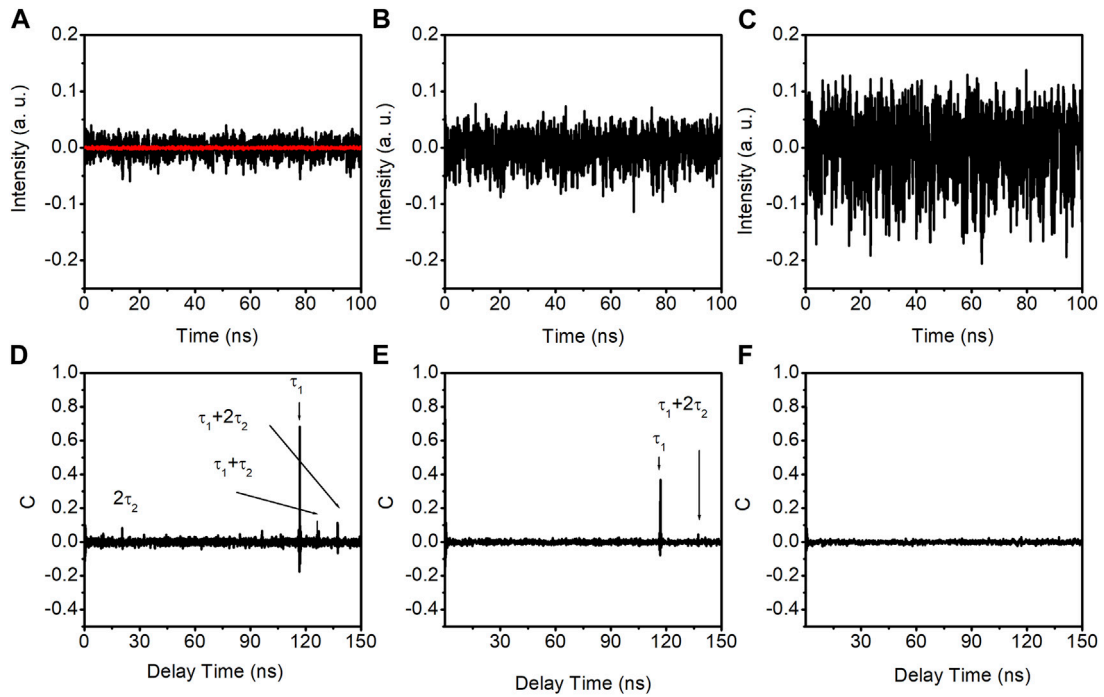 A
Intensity (a. u.)
0.2
0.1
0.0
-0.1
-0.2
0 20 40 60 80 100
Time (ns)
B
Intensity (a. u.)
0.2
0.1
0.0
-0.1
-0.2
0 20 40 60 80 100
Time (ns)
C
Intensity (a. u.)
0.2
0.1
0.0
-0.1
-0.2
0 20 40 60 80 100
Time (ns)
D
C
1.0
0.8
0.6
0.4
0.2
0.0
-0.2
-0.4
τ₁
τ₁+2τ₂
τ₁+τ₂
2τ₂
0 30 60 90 120 150
Delay Time (ns)
E
C
1.0
0.8
0.6
0.4
0.2
0.0
-0.2
-0.4
τ₁+2τ₂
τ₁
30 60 90 120 150
Delay Time (ns)
F
C
1.0
0.8
0.6
0.4
0.2
0.0
-0.2
-0.4
0 30 60 90 120 150
Delay Time (ns)